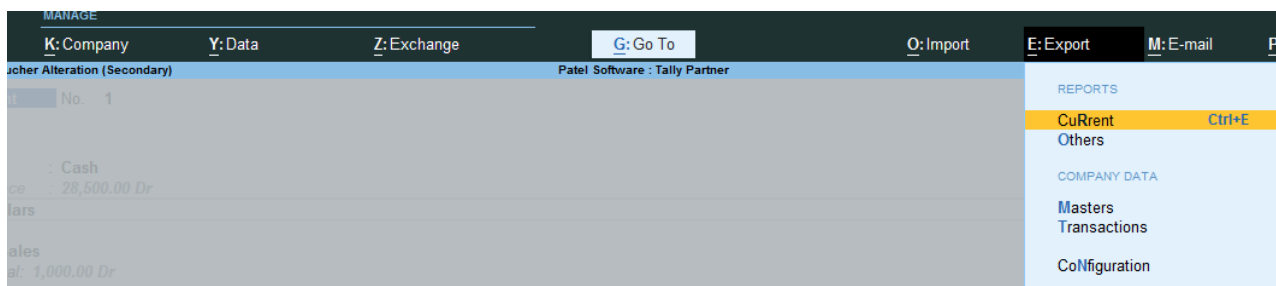 MANAGE
K: Company Y: Data Z: Exchange G: Go To O: Import E: Export M: E-mail P
ucher Alteration (Secondary) Patel Software : Tally Partner
REPORTS
nt No. 1
CuRrent Ctrl+E
Others
: Cash
COMPANY DATA
ce : 28,500.00 Dr
lars
Masters
Transactions
ales
CoNfiguration
al: 1,000.00 Dr